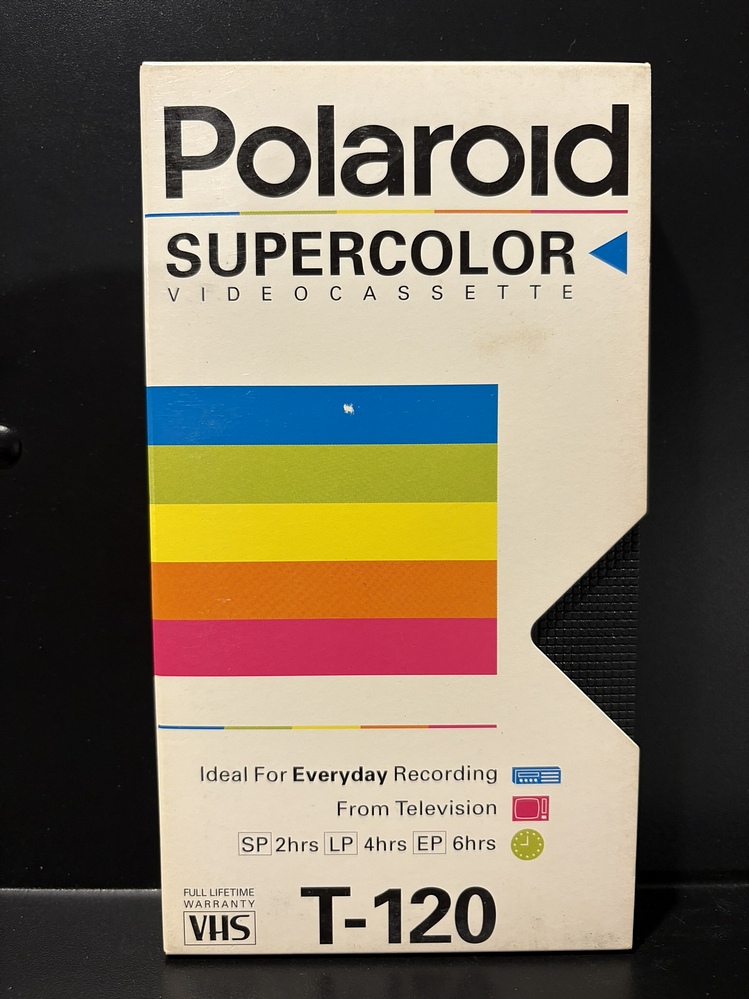 Polaroid
SUPERCOLOR
VIDEOCASSETTE
Ideal For Everyday Recording
From Television
SP 2hrs LP 4hrs EP 6hrs
FULL LIFETIME
WARRANTY
VHS
T-120